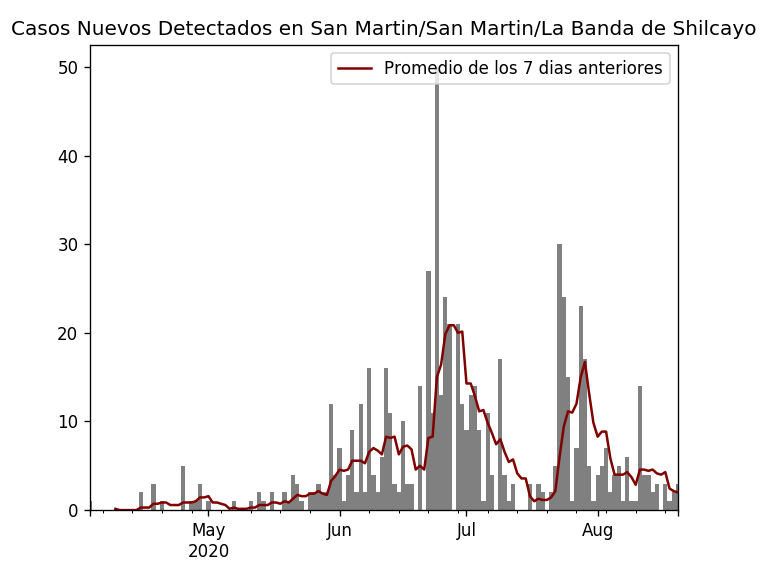 Casos Nuevos Detectados en San Martin/San Martin/La Banda de Shilcayo
Promedio de los 7 dias anteriores
50
40
30
20
10
0
May Jun Jul Aug
2020